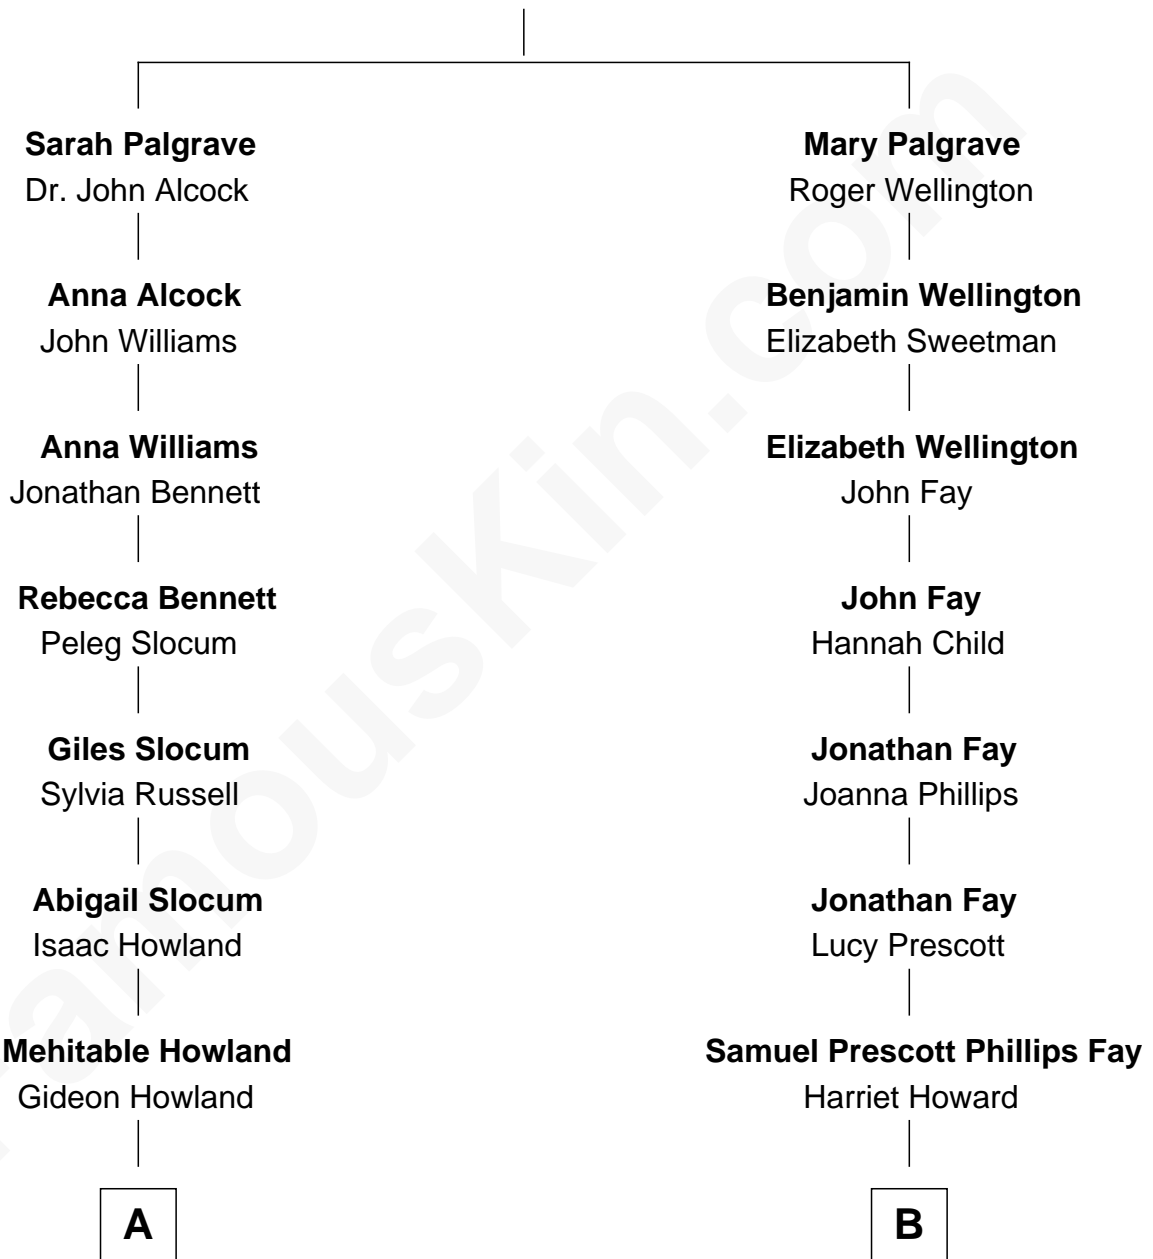 Sarah Palgrave
Dr. John Alcock
Mary Palgrave
Roger Wellington
Anna Alcock
John Williams
Benjamin Wellington
Elizabeth Sweetman
Anna Williams
Jonathan Bennett
Elizabeth Wellington
John Fay
Rebecca Bennett
Peleg Slocum
John Fay
Hannah Child
Giles Slocum
Sylvia Russell
Jonathan Fay
Joanna Phillips
Abigail Slocum
Isaac Howland
Jonathan Fay
Lucy Prescott
Mehitable Howland
Gideon Howland
Samuel Prescott Phillips Fay
Harriet Howard
A
B
FamousKin.com